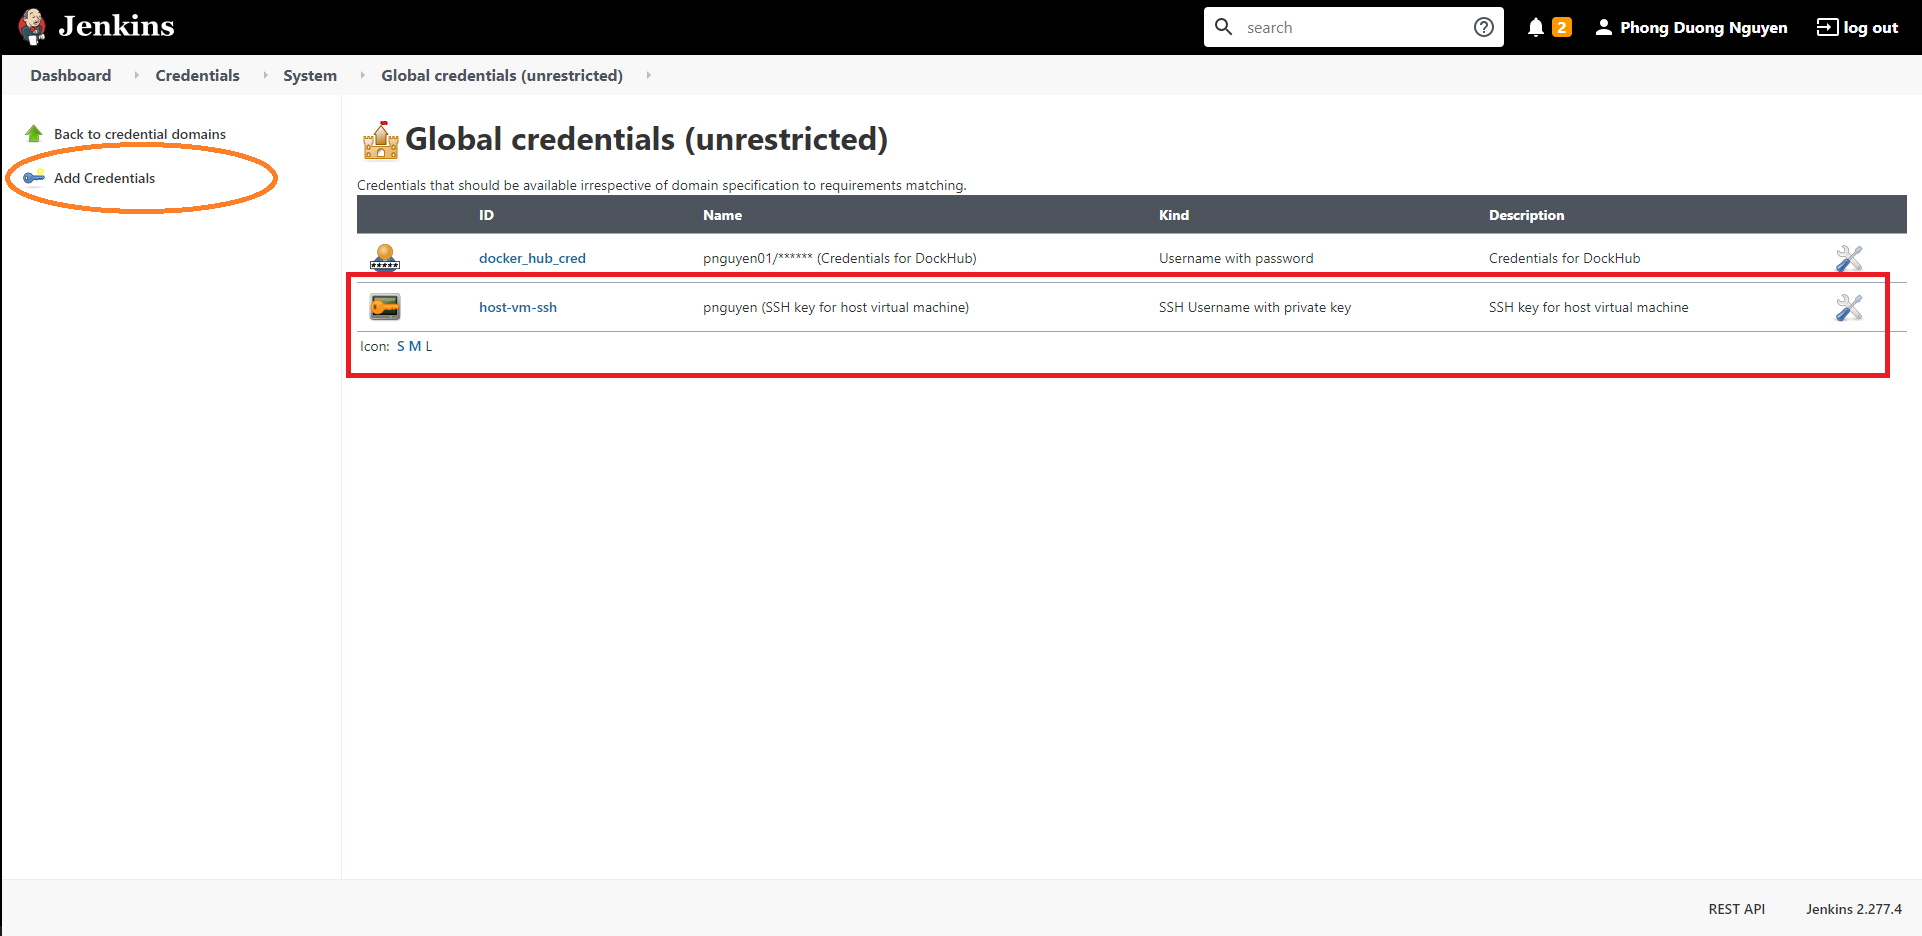 Jenkins
search
2
Phong Duong Nguyen
log out
Dashboard Credentials System Global credentials (unrestricted)
Back to credential domains
Add Credentials
Global credentials (unrestricted)
Credentials that should be available irrespective of domain specification to requirements matching.
ID Name Kind Description
docker_hub_cred pnguyen01/****** (Credentials for DockHub) Username with password Credentials for DockHub
host-vm-ssh pnguyen (SSH key for host virtual machine) SSH Username with private key SSH key for host virtual machine
Icon: S M L
REST API Jenkins 2.277.4